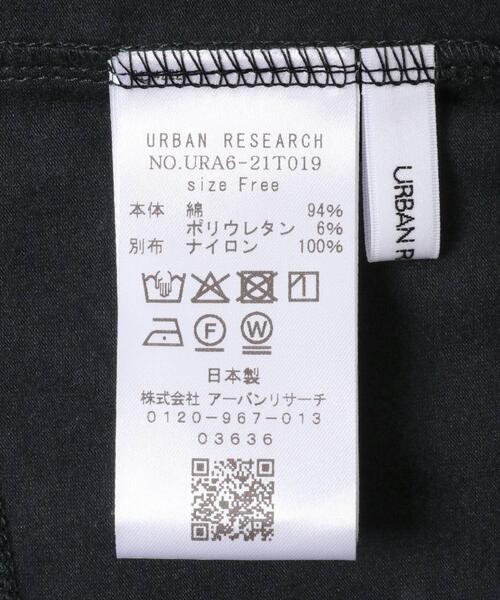 URBAN RESEARCH
NO.URA6-21T019
size Free
本体 綿 94%
ポリウレタン 6%
別布 ナイロン 100%
F W
日本製
株式会社 アーバンリサーチ
0120-967-013
03636
URBAN R